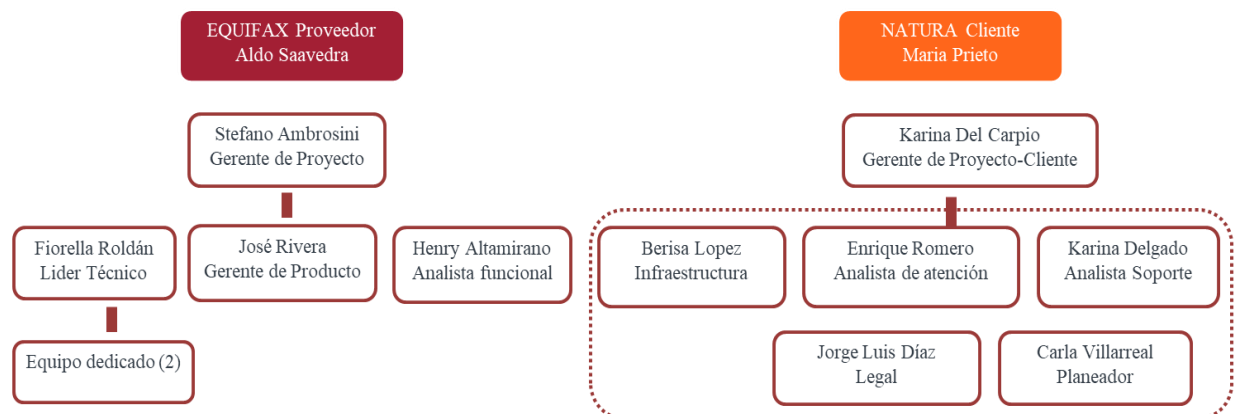 EQUIFAX Proveedor
Aldo Saavedra
NATURA Cliente
Maria Prieto
Stefano Ambrosini
Gerente de Proyecto
Karina Del Carpio
Gerente de Proyecto-Cliente
Fiorella Roldán
Lider Técnico
José Rivera
Gerente de Producto
Henry Altamirano
Analista funcional
Berisa Lopez
Infraestructura
Enrique Romero
Analista de atención
Karina Delgado
Analista Soporte
Equipo dedicado (2)
Jorge Luis Díaz
Legal
Carla Villarreal
Planeador